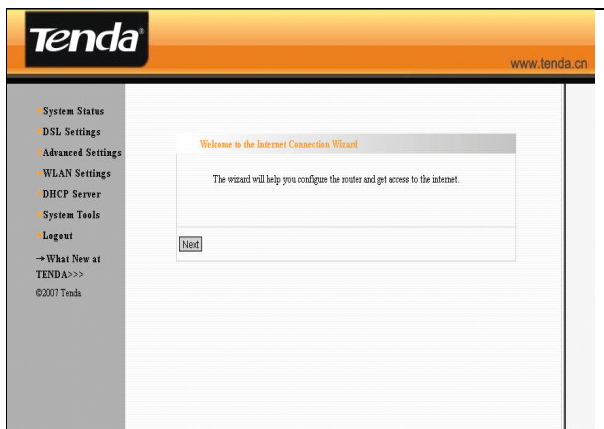 Tenda®
www.tenda.cn
System Status
DSL Settings
Advanced Settings
WLAN Settings
DHCP Server
System Tools
Logout
→What New at
TENDA>>>
©2007 Tenda
Welcome to the Internet Connection Wizard
The wizard will help you configure the router and get access to the internet.
Next